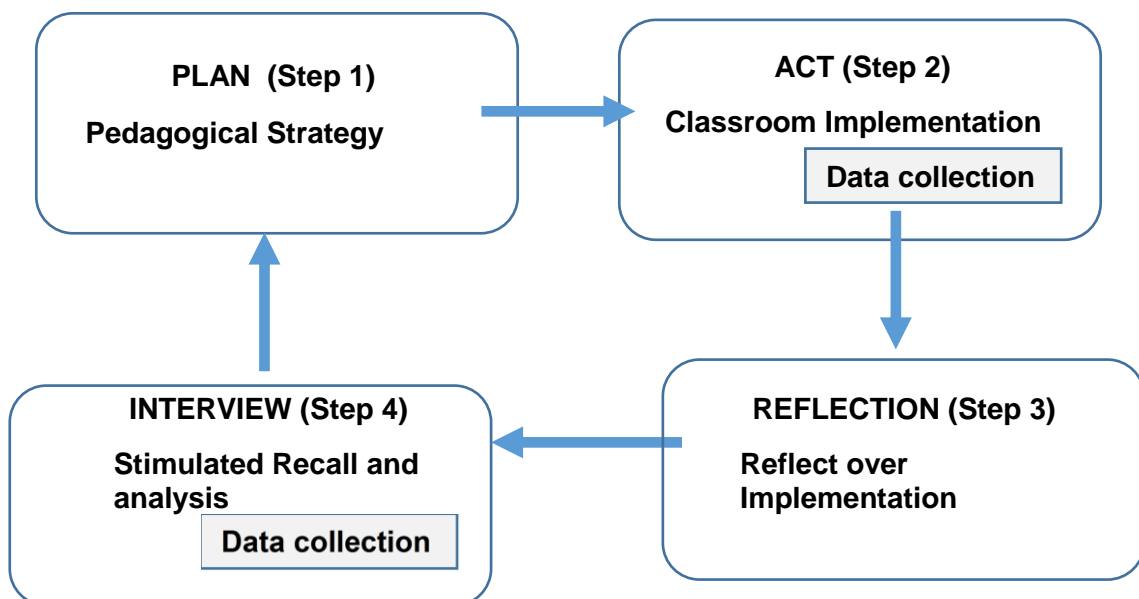 PLAN  (Step 1)
Pedagogical Strategy
ACT (Step 2)
Classroom Implementation
Data collection
INTERVIEW (Step 4)
Stimulated Recall and
analysis
Data collection
REFLECTION (Step 3)
Reflect over
Implementation